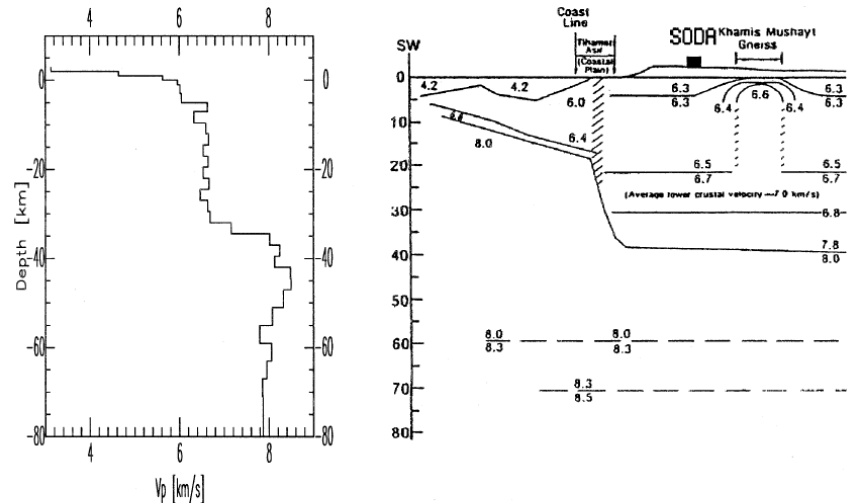 4 6 8
0 0
-20 -20
-40 -40
-60 -60
-80 -80
4 6 8
Depth [km]
Vp [km/s]
Coast
Line
SW
Tihamat
Asir
(Coastal
Plain)
SODA
Khamis Mushayt
Gneiss
0
10
20
30
40
50
60
70
80
4.2 4.2 6.0 6.3 6.6 6.3
6.3 6.4 6.4 6.3
8.0 6.4
6.5 6.5
6.7 6.7
(Average lower crustal velocity —7.0 km/s)
6.8
7.8
8.0
8.0 8.0
8.3 8.3
8.3
8.5